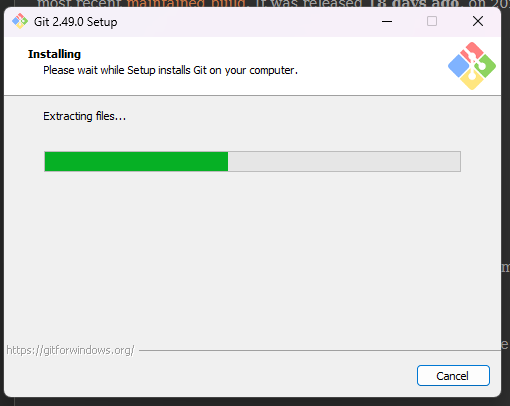 most recent maintained build. It was released 18 days ago, on 20
Git 2.49.0 Setup
Installing
Please wait while Setup installs Git on your computer.
Extracting files...
m
https://gitforwindows.org/
e
Cancel